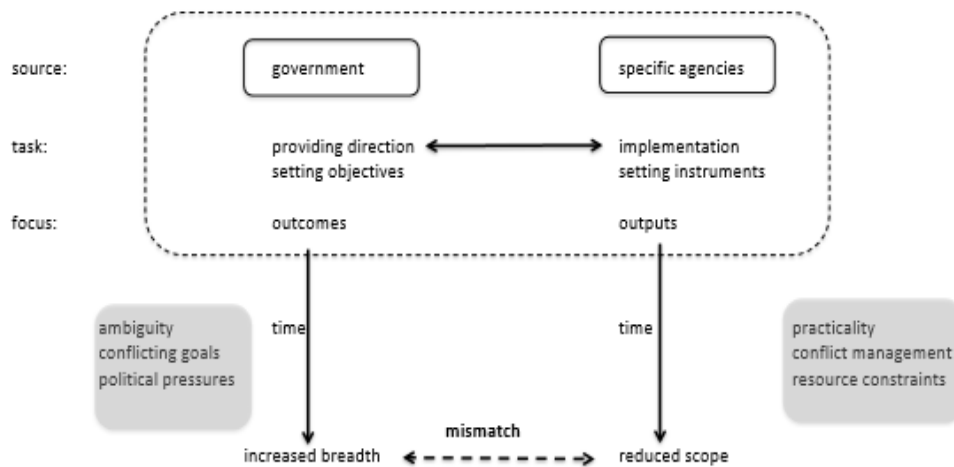 source:
government
specific agencies
task:
providing direction
setting objectives
implementation
setting instruments
focus:
outcomes
outputs
ambiguity
conflicting goals
political pressures
time
time
practicality
conflict management
resource constraints
mismatch
increased breadth
reduced scope